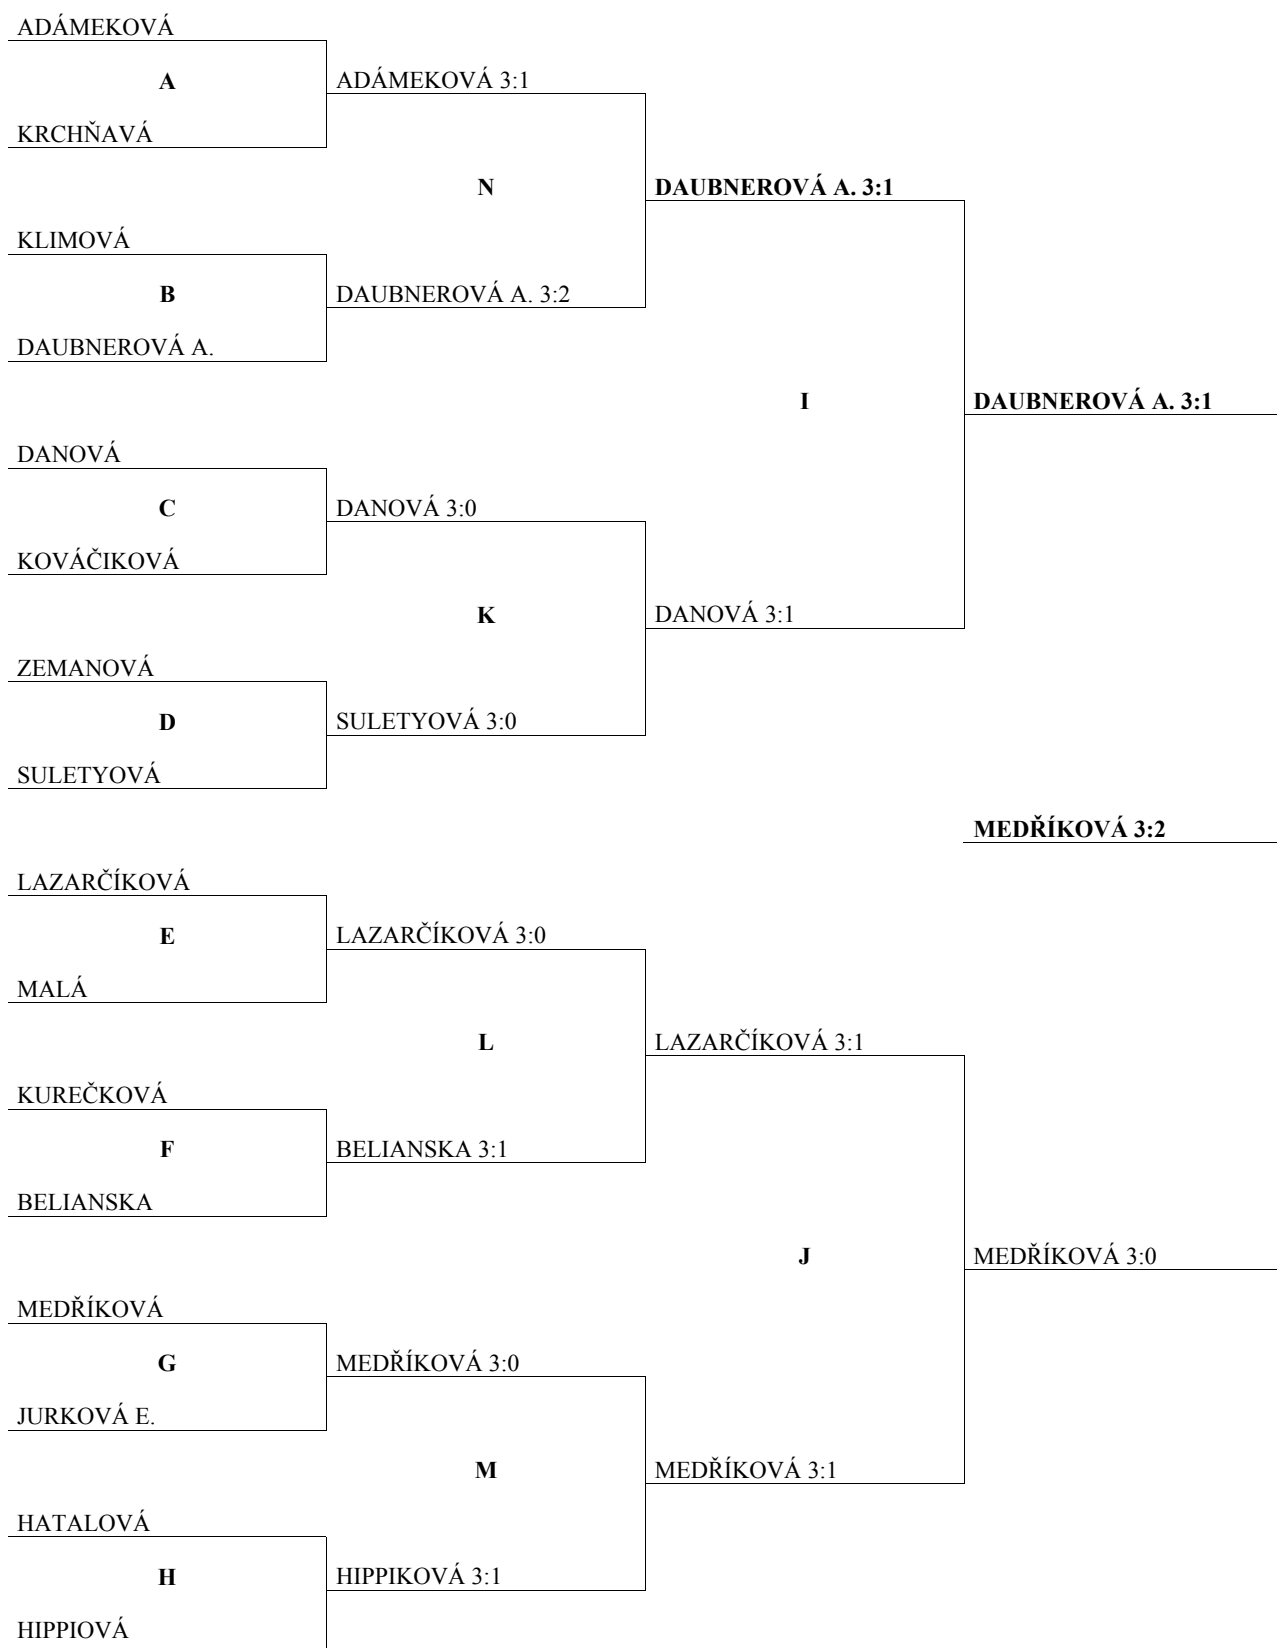 ADÁMEKOVÁ
A
ADÁMEKOVÁ 3:1
KRCHŇAVÁ
N
DAUBNEROVÁ A. 3:1
KLIMOVÁ
B
DAUBNEROVÁ A. 3:2
DAUBNEROVÁ A.
I
DAUBNEROVÁ A. 3:1
DANOVÁ
C
DANOVÁ 3:0
KOVÁČIKOVÁ
K
DANOVÁ 3:1
ZEMANOVÁ
D
SULETYOVÁ 3:0
SULETYOVÁ
MEDŘÍKOVÁ 3:2
LAZARČÍKOVÁ
E
LAZARČÍKOVÁ 3:0
MALÁ
L
LAZARČÍKOVÁ 3:1
KUREČKOVÁ
F
BELIANSKA 3:1
BELIANSKA
J
MEDŘÍKOVÁ 3:0
MEDŘÍKOVÁ
G
MEDŘÍKOVÁ 3:0
JURKOVÁ E.
M
MEDŘÍKOVÁ 3:1
HATALOVÁ
H
HIPPIKOVÁ 3:1
HIPPIOVÁ